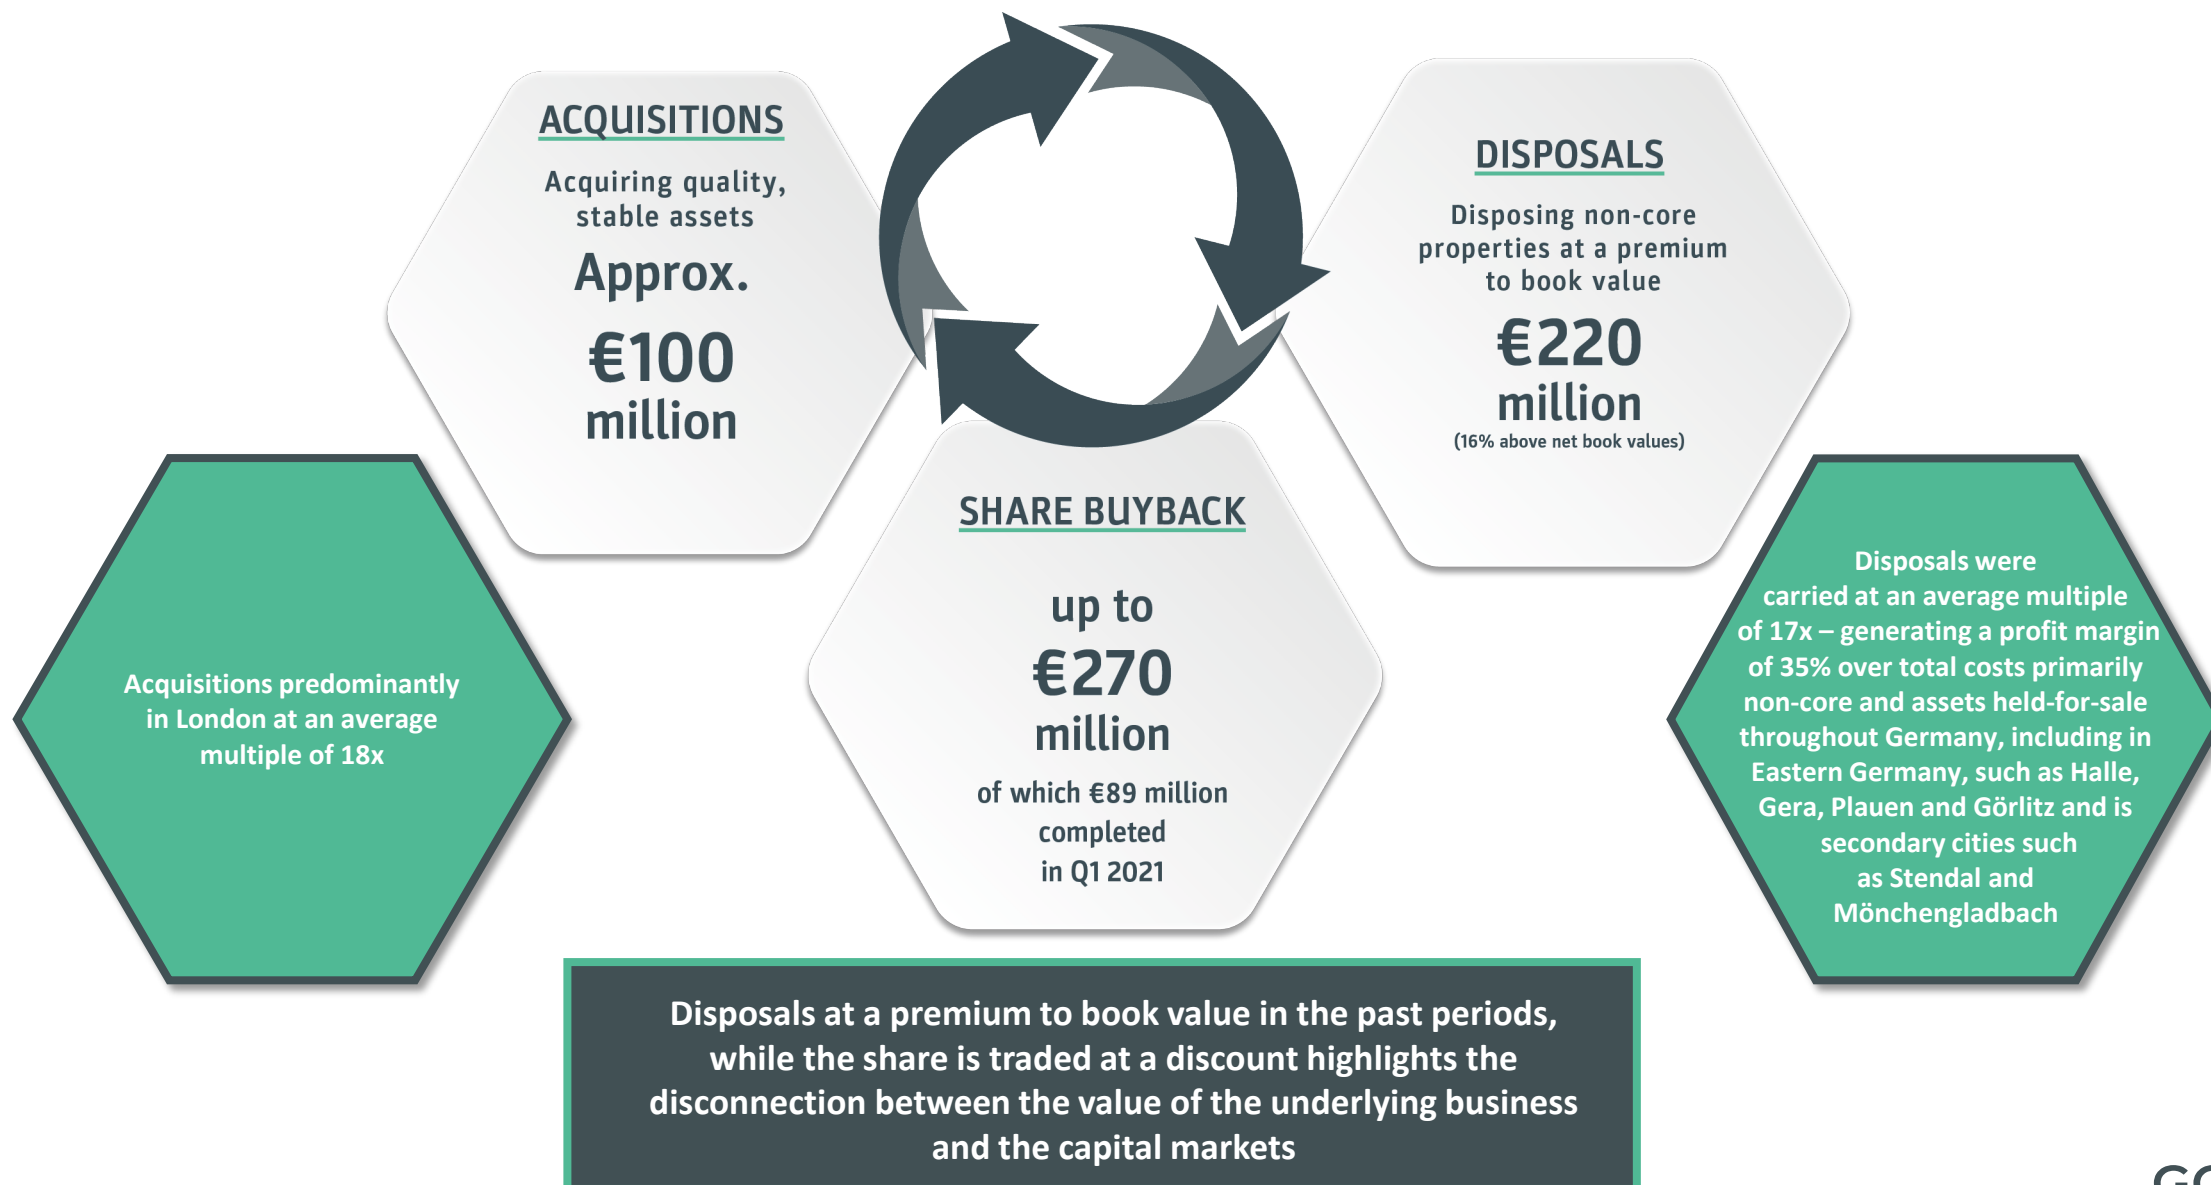 ACQUISITIONS
Acquiring quality,
stable assets
Approx.
€100
million
DISPOSALS
Disposing non-core
properties at a premium
to book value
€220
million
(16% above net book values)
SHARE BUYBACK
up to
€270
million
of which €89 million
completed
in Q1 2021
Acquisitions predominantly
in London at an average
multiple of 18x
Disposals were
carried at an average multiple
of 17x – generating a profit margin
of 35% over total costs primarily
non-core and assets held-for-sale
throughout Germany, including in
Eastern Germany, such as Halle,
Gera, Plauen and Görlitz and is
secondary cities such
as Stendal and
Mönchengladbach
Disposals at a premium to book value in the past periods,
while the share is traded at a discount highlights the
disconnection between the value of the underlying business
and the capital markets